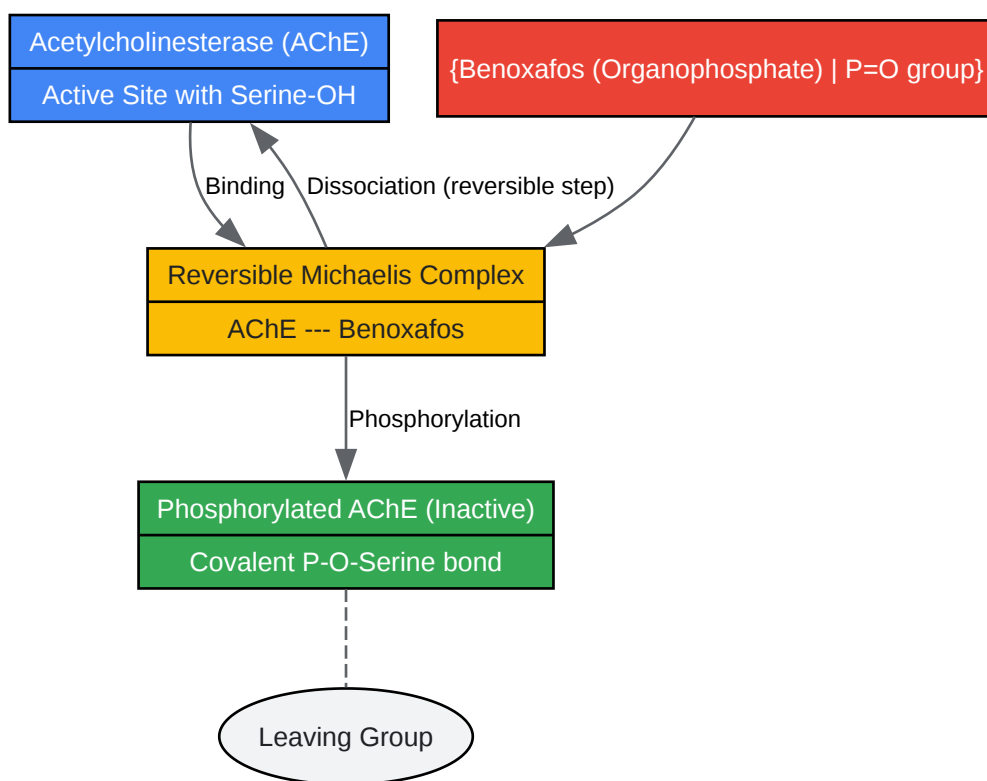 Acetylcholinesterase (AChE)
Active Site with Serine-OH
{Benoxafos (Organophosphate) | P=O group}
Binding
Dissociation (reversible step)
Reversible Michaelis Complex
AChE --- Benoxafos
Phosphorylation
Phosphorylated AChE (Inactive)
Covalent P-O-Serine bond
Leaving Group